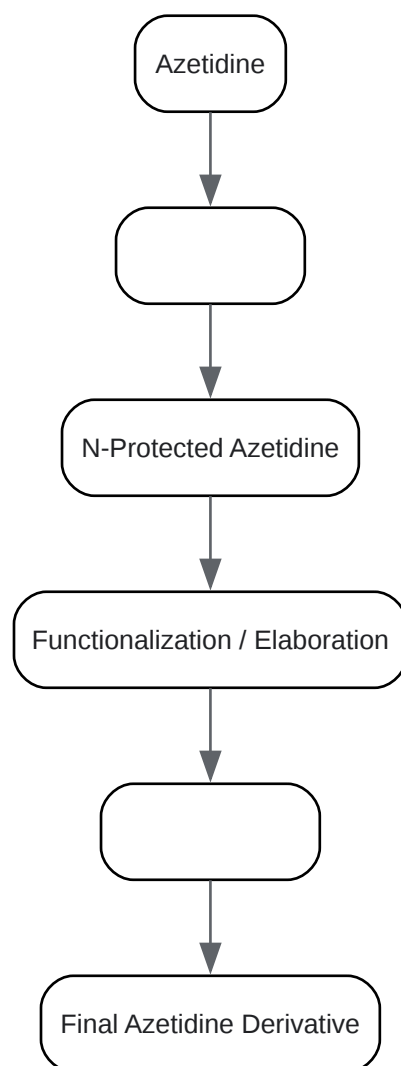 Azetidine
N-Protected Azetidine
Functionalization / Elaboration
Final Azetidine Derivative